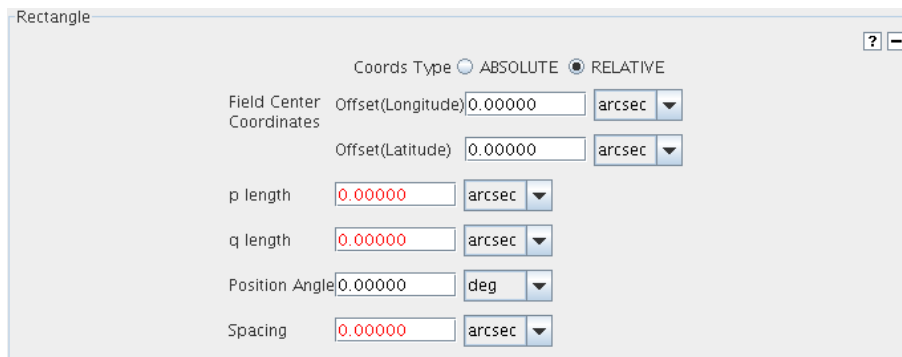 Rectangle
?
Coords Type ABSOLUTE RELATIVE
Field Center Coordinates
Offset(Longitude) 0.00000 arcsec
Offset(Latitude) 0.00000 arcsec
p length 0.00000 arcsec
q length 0.00000 arcsec
Position Angle 0.00000 deg
Spacing 0.00000 arcsec